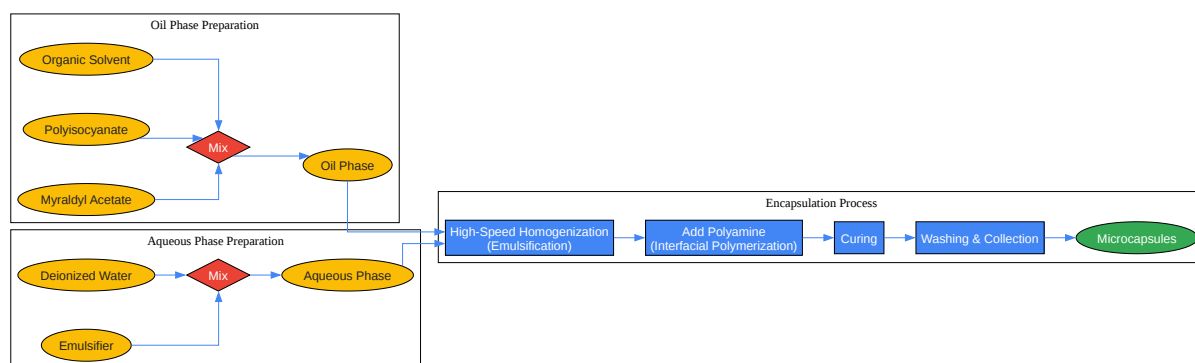 Oil Phase Preparation
Organic Solvent
Polyisocyanate
Mix
Oil Phase
Myraldyl Acetate
Aqueous Phase Preparation
Deionized Water
Mix
Aqueous Phase
Emulsifier
Encapsulation Process
High-Speed Homogenization
(Emulsification)
Add Polyamine
(Interfacial Polymerization)
Curing
Washing & Collection
Microcapsules